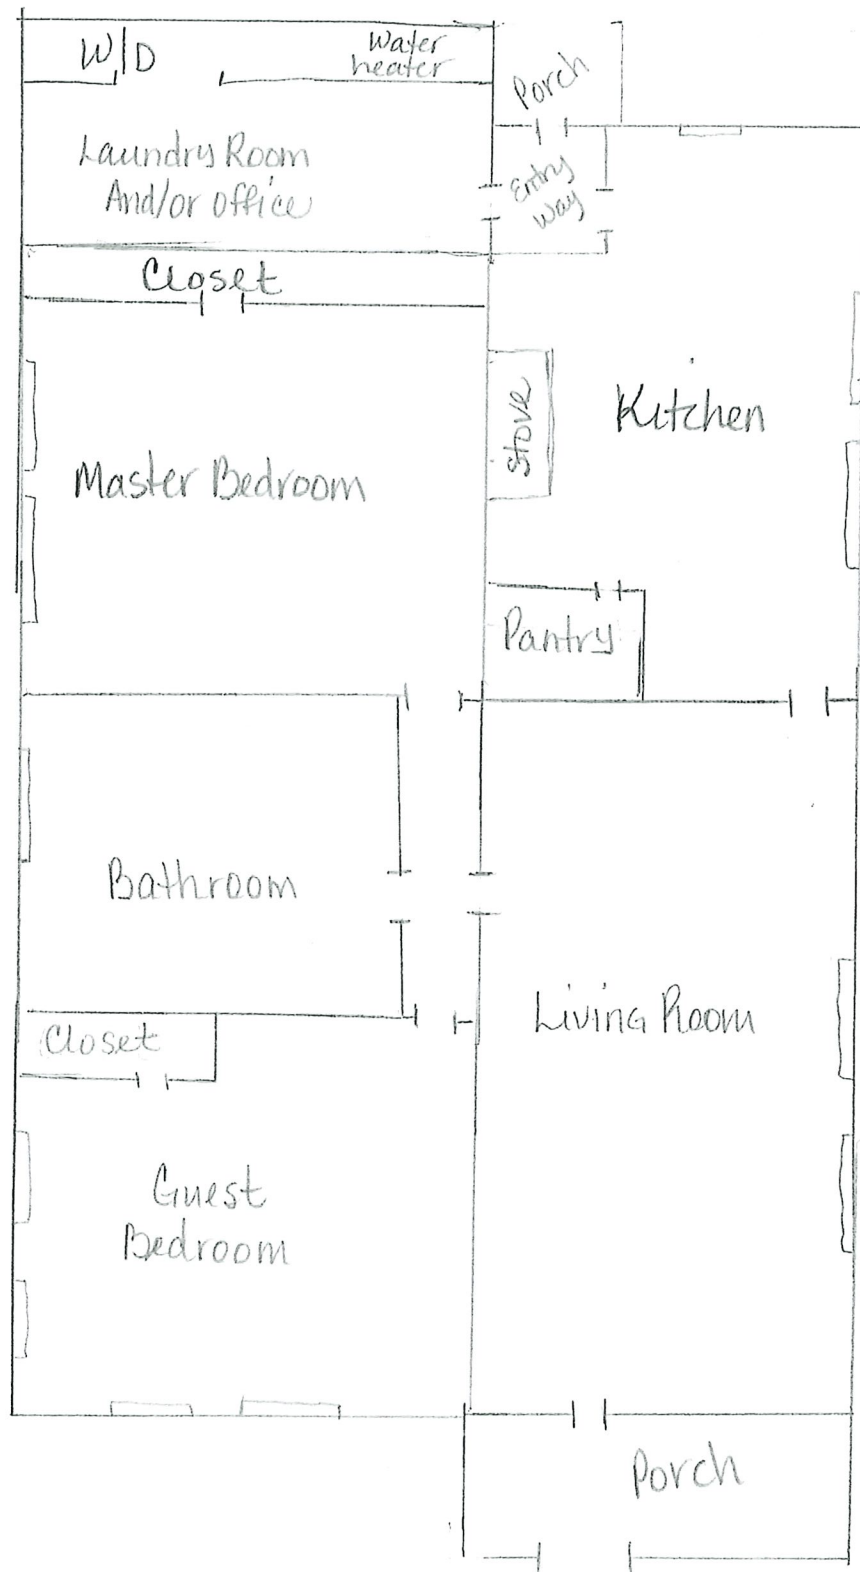 W/D
Water
heater
Porch
Laundry Room
And/or office
Entry
way
Closet
Stove
Kitchen
Master Bedroom
Pantry
Bathroom
Living Room
Closet
Guest
Bedroom
Porch